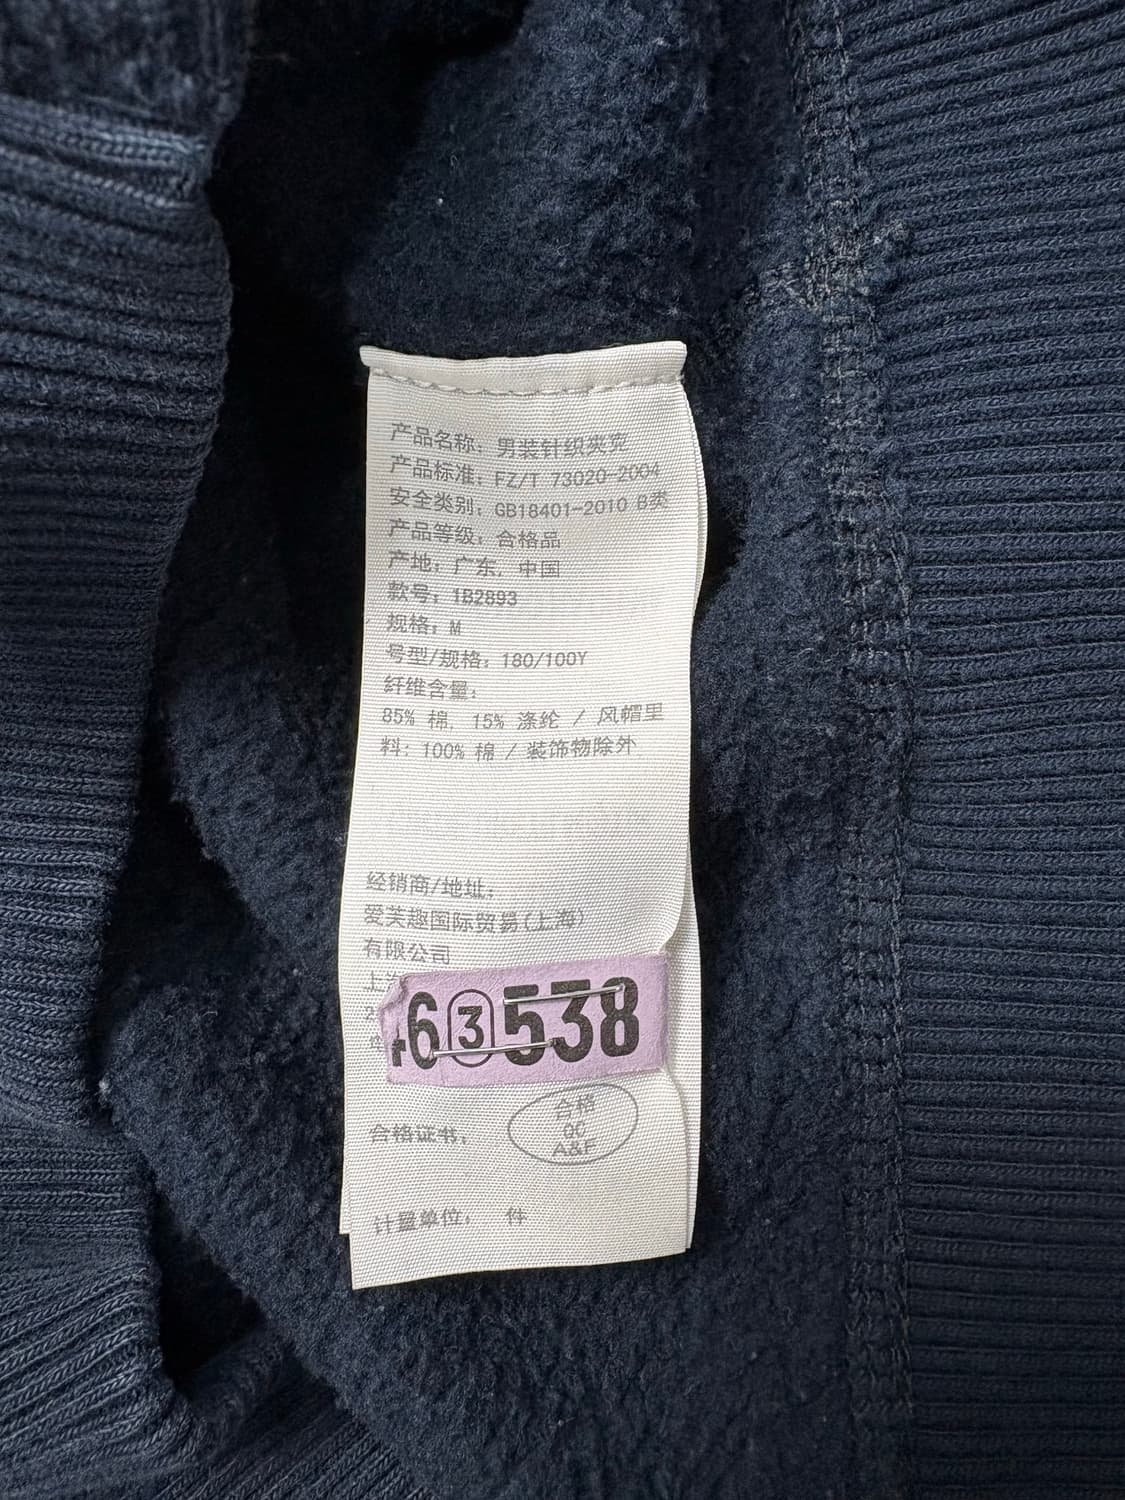 产品名称: 男装针织夹克
产品标准: FZ/T 73020-2004
安全类别: GB18401-2010 B类
产品等级: 合格品
产地: 广东, 中国
款号: 1B2893
规格: M
号型/规格: 180/100Y
纤维含量:
85% 棉, 15% 涤纶 / 风帽里
料: 100% 棉 / 装饰物除外
经销商/地址:
爱芙趣国际贸易(上海)
有限公司
上海
2
46③538
合格
QC
A&F
合格证书:
计量单位: 件